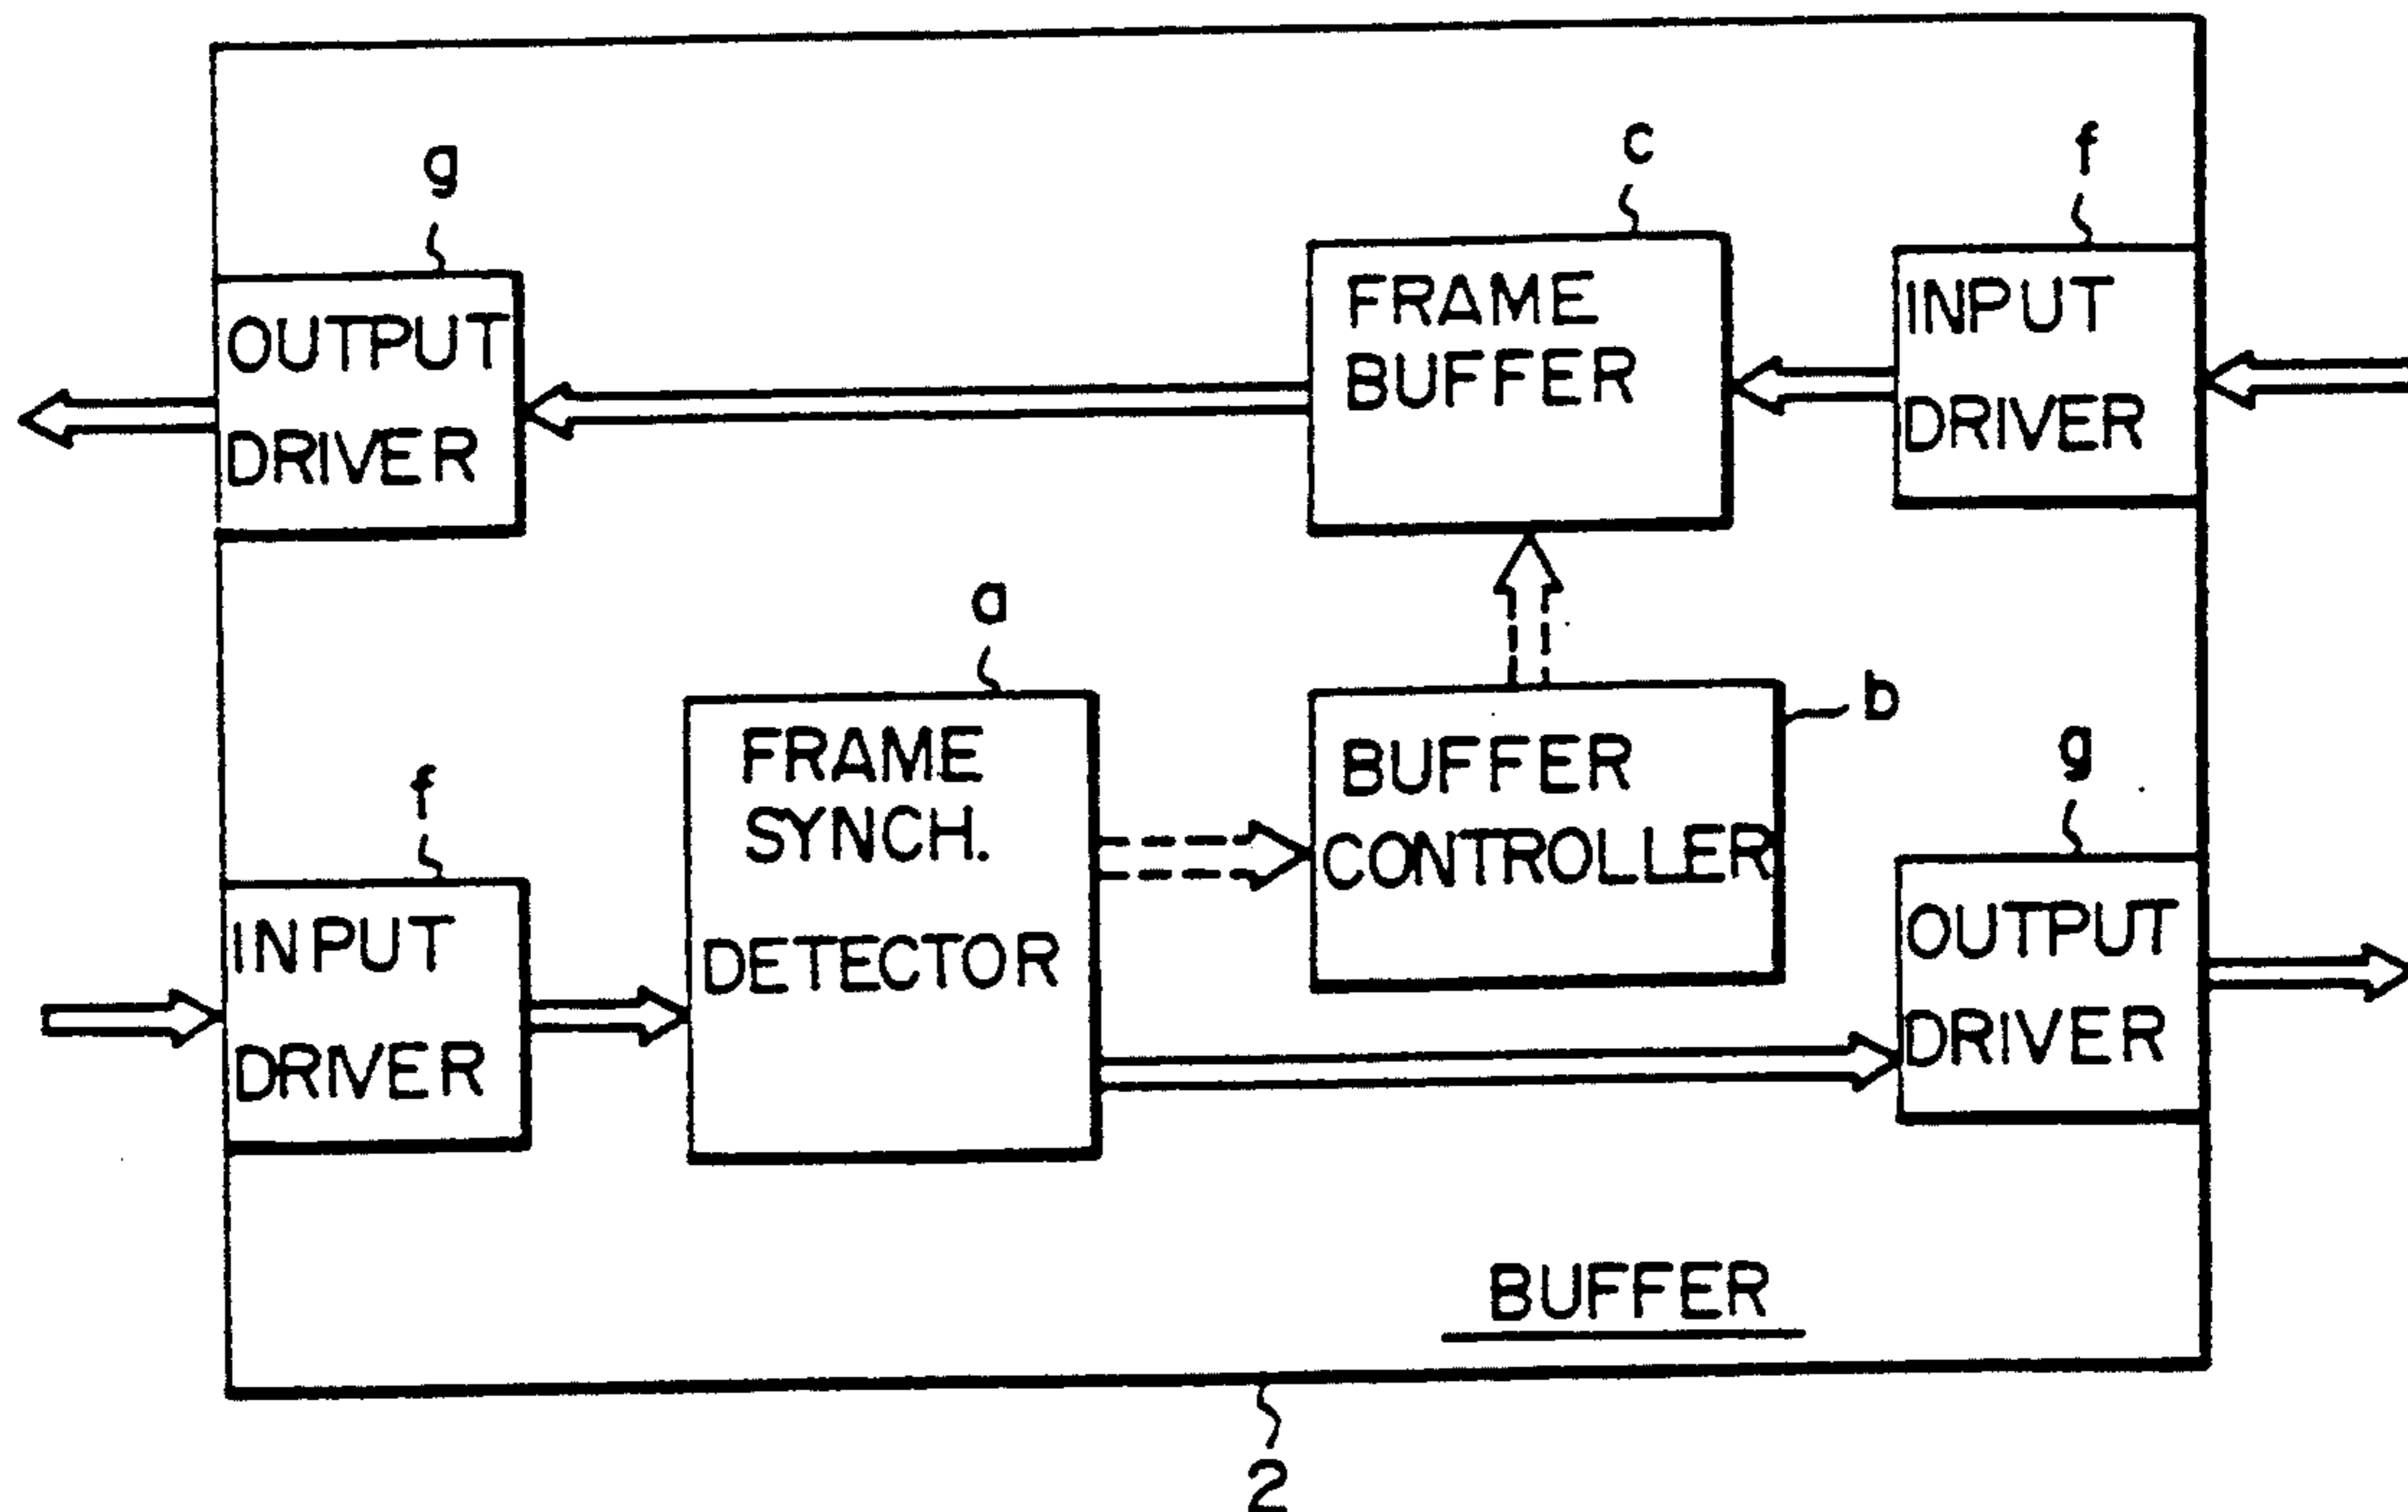 g
OUTPUT
DRIVER
c
FRAME
BUFFER
f
INPUT
DRIVER
a
FRAME
SYNCH.
DETECTOR
b
BUFFER
CONTROLLER
f
INPUT
DRIVER
g
OUTPUT
DRIVER
BUFFER
2